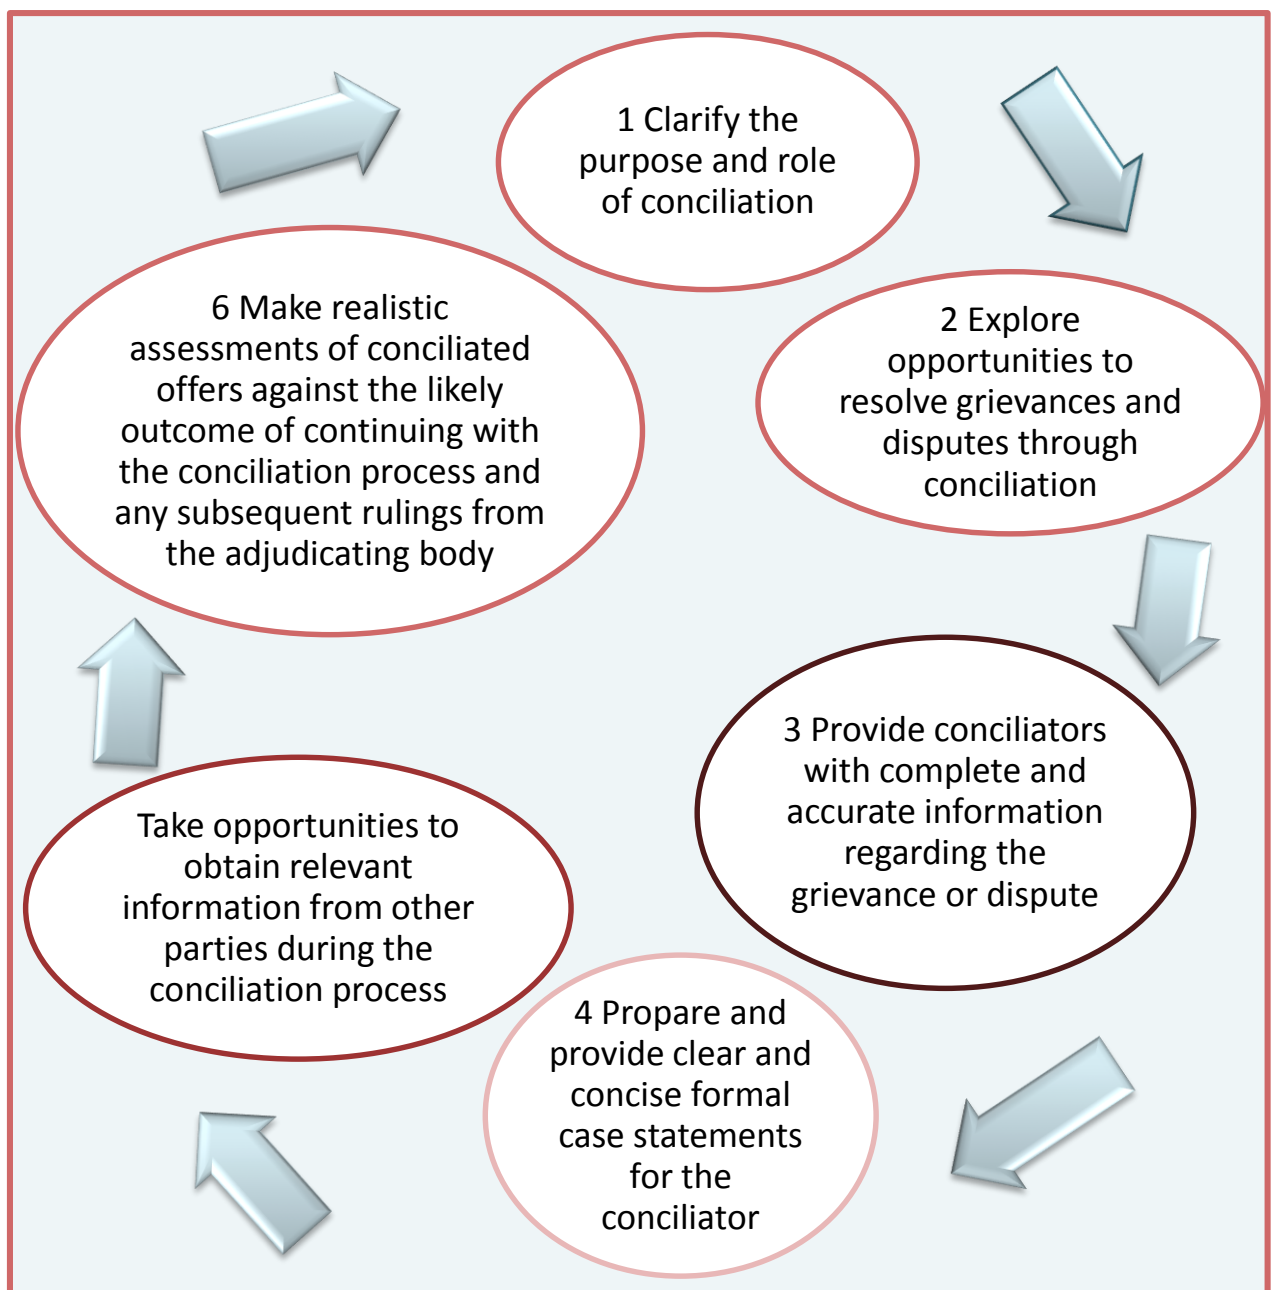 1 Clarify the
purpose and role
of conciliation
2 Explore
opportunities to
resolve grievances and
disputes through
conciliation
3 Provide conciliators
with complete and
accurate information
regarding the
grievance or dispute
4 Propare and
provide clear and
concise formal
case statements
for the
conciliator
Take opportunities to
obtain relevant
information from other
parties during the
conciliation process
6 Make realistic
assessments of conciliated
offers against the likely
outcome of continuing with
the conciliation process and
any subsequent rulings from
the adjudicating body